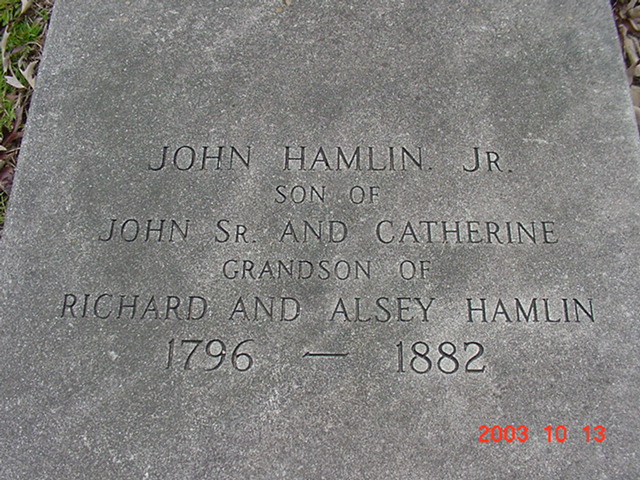 JOHN HAMLIN. JR.
SON OF
JOHN SR. AND CATHERINE
GRANDSON OF
RICHARD AND ALSEY HAMLIN
1796 — 1882
2003 10 13